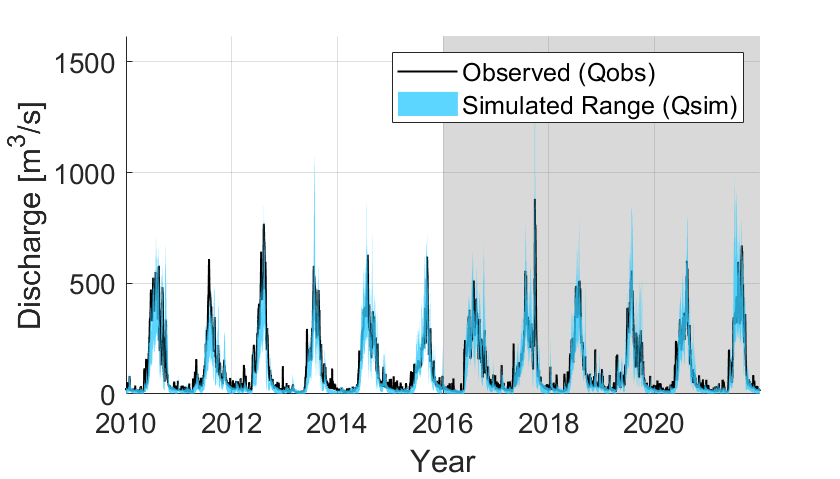 Discharge [m³/s]
1500
1000
500
0
Observed (Qobs)
Simulated Range (Qsim)
2010 2012 2014 2016 2018 2020
Year